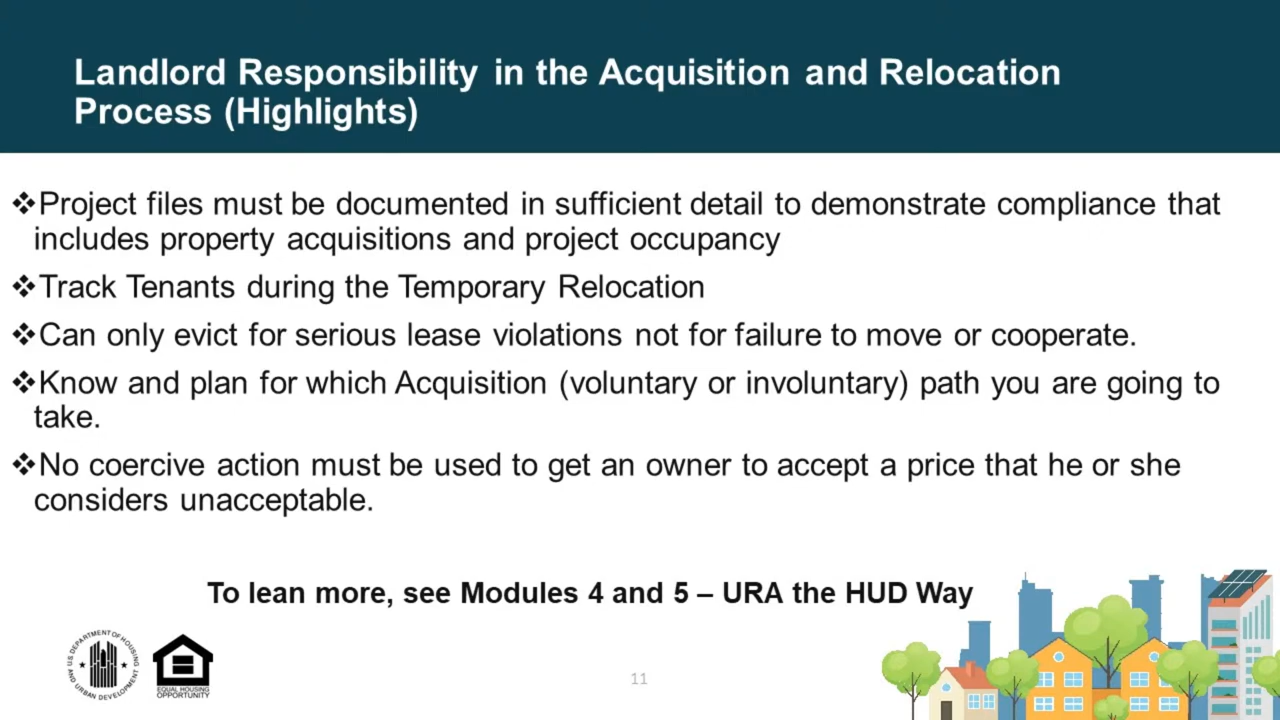 Landlord Responsibility in the Acquisition and Relocation
Process (Highlights)
❖Project files must be documented in sufficient detail to demonstrate compliance that
includes property acquisitions and project occupancy
❖Track Tenants during the Temporary Relocation
❖Can only evict for serious lease violations not for failure to move or cooperate.
❖Know and plan for which Acquisition (voluntary or involuntary) path you are going to
take.
❖No coercive action must be used to get an owner to accept a price that he or she
considers unacceptable.
To lean more, see Modules 4 and 5 – URA the HUD Way
U.S. DEPARTMENT OF HOUSING
AND URBAN DEVELOPMENT
EQUAL HOUSING
OPPORTUNITY
11